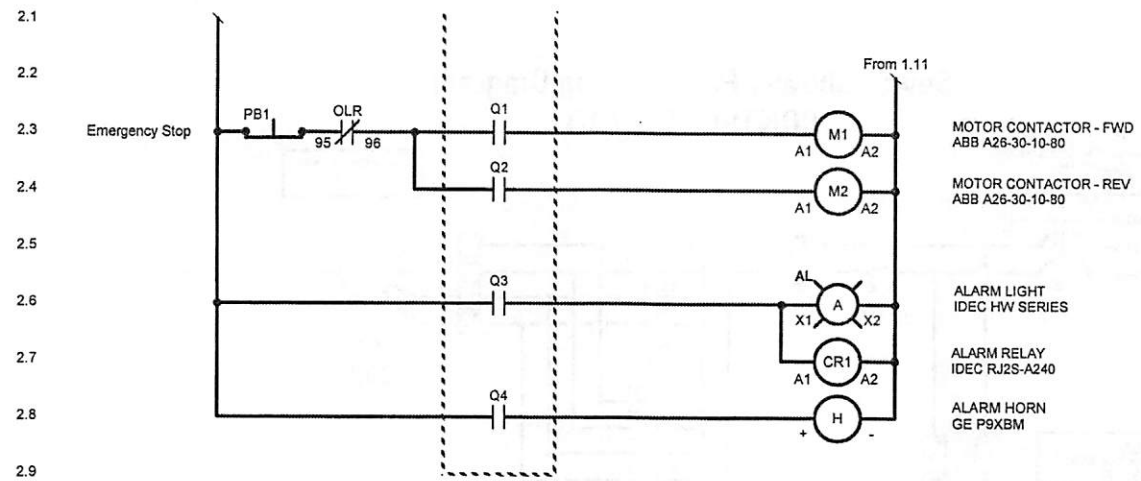 2.1
2.2
From 1.11
PB1
OLR
Q1
2.3
Emergency Stop
95
96
M1
A1
A2
MOTOR CONTACTOR - FWD
ABB A26-30-10-80
Q2
2.4
M2
A1
A2
MOTOR CONTACTOR - REV
ABB A26-30-10-80
2.5
Q3
AL
2.6
A
X1
X2
ALARM LIGHT
IDEC HW SERIES
2.7
CR1
A1
A2
ALARM RELAY
IDEC RJ2S-A240
Q4
2.8
H
+
-
ALARM HORN
GE P9XBM
2.9